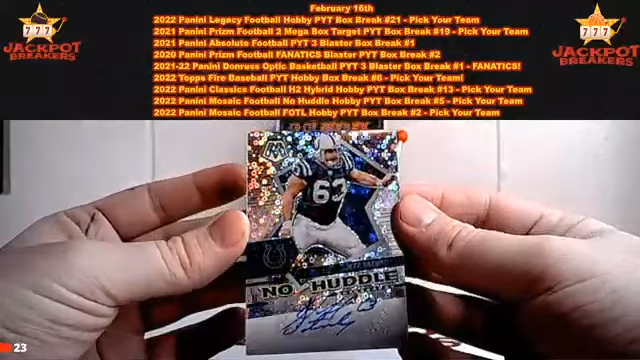 February 16th
2022 Panini Legacy Football Hobby PYT Box Break #21 - Pick Your Team
2021 Panini Prizm Football 2 Mega Box Target PYT Box Break #19 - Pick Your Team
2021 Panini Absolute Football PYT 3 Blaster Box Break #1
2020 Panini Prizm Football FANATICS Blaster PYT Box Break #2
2021-22 Panini Donruss Optic Basketball PYT 3 Blaster Box Break #1 - FANATICS!
2022 Topps Fire Baseball PYT Hobby Box Break #6 - Pick Your Team!
2022 Panini Classics Football H2 Hybrid Hobby PYT Box Break #13 - Pick Your Team
2022 Panini Mosaic Football No Huddle Hobby PYT Box Break #5 - Pick Your Team
2022 Panini Mosaic Football FOTL Hobby PYT Box Break #2 - Pick Your Team
777
JACKPOT
BREAKERS
777
JACKPOT
BREAKERS
63
NO HUDDLE
23